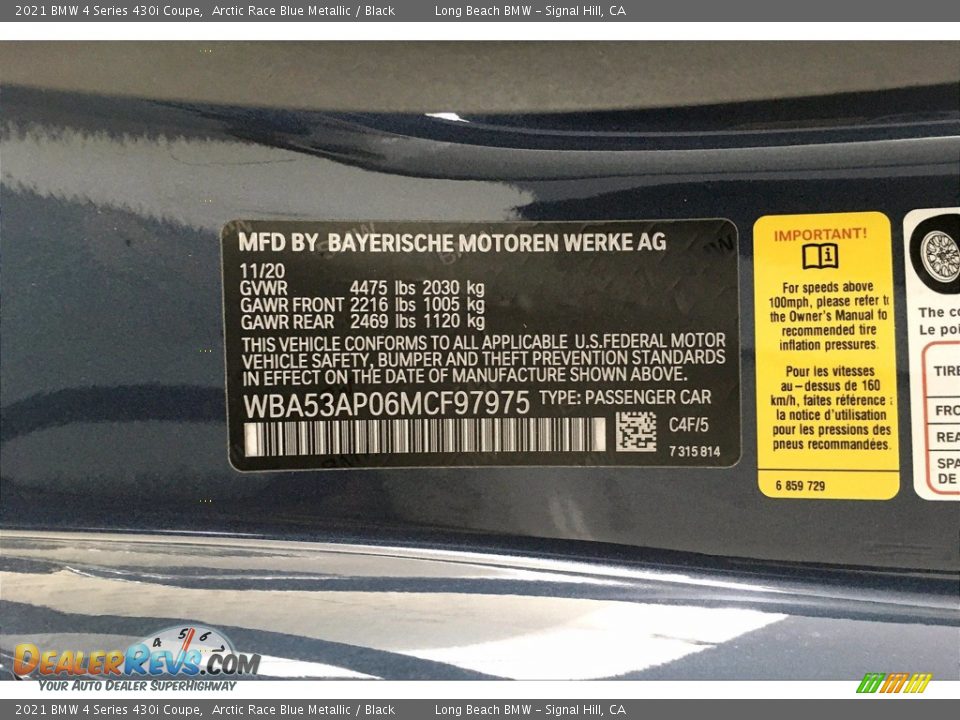 2021 BMW 4 Series 430i Coupe, Arctic Race Blue Metallic / Black Long Beach BMW - Signal Hill, CA
MFD BY BAYERISCHE MOTOREN WERKE AG
11/20
GVWR 4475 lbs 2030 kg
GAWR FRONT 2216 lbs 1005 kg
GAWR REAR 2469 lbs 1120 kg
THIS VEHICLE CONFORMS TO ALL APPLICABLE U.S.FEDERAL MOTOR
VEHICLE SAFETY, BUMPER AND THEFT PREVENTION STANDARDS
IN EFFECT ON THE DATE OF MANUFACTURE SHOWN ABOVE.
WBA53AP06MCF97975 TYPE: PASSENGER CAR
C4F/5
7 315 814
IMPORTANT!
For speeds above
100mph, please refer to
the Owner's Manual to
recommended tire
inflation pressures.
Pour les vitesses
au-dessus de 160
km/h, faites référence :
la notice d'utilisation
pour les pressions des
pneus recommandées.
6 859 729
The
Le
TIRE
DE
4 5 6
DEALERREVS.COM
YOUR AUTO DEALER SUPERHIGHWAY
2021 BMW 4 Series 430i Coupe, Arctic Race Blue Metallic / Black Long Beach BMW - Signal Hill, CA